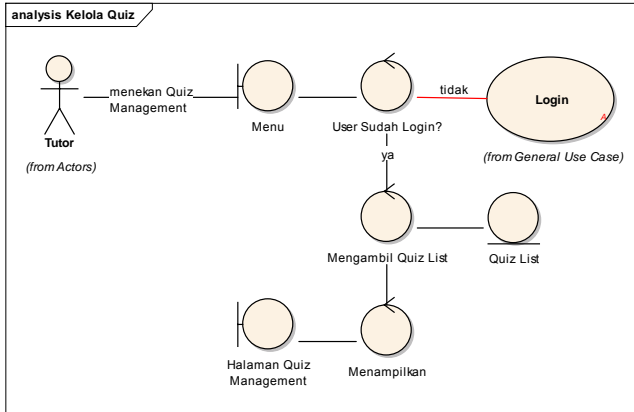 analysis Kelola Quiz
menekan Quiz
Management
tidak
Login
A
Tutor
Menu
User Sudah Login?
(from Actors)
(from General Use Case)
ya
Mengambil Quiz List
Quiz List
Halaman Quiz
Management
Menampilkan